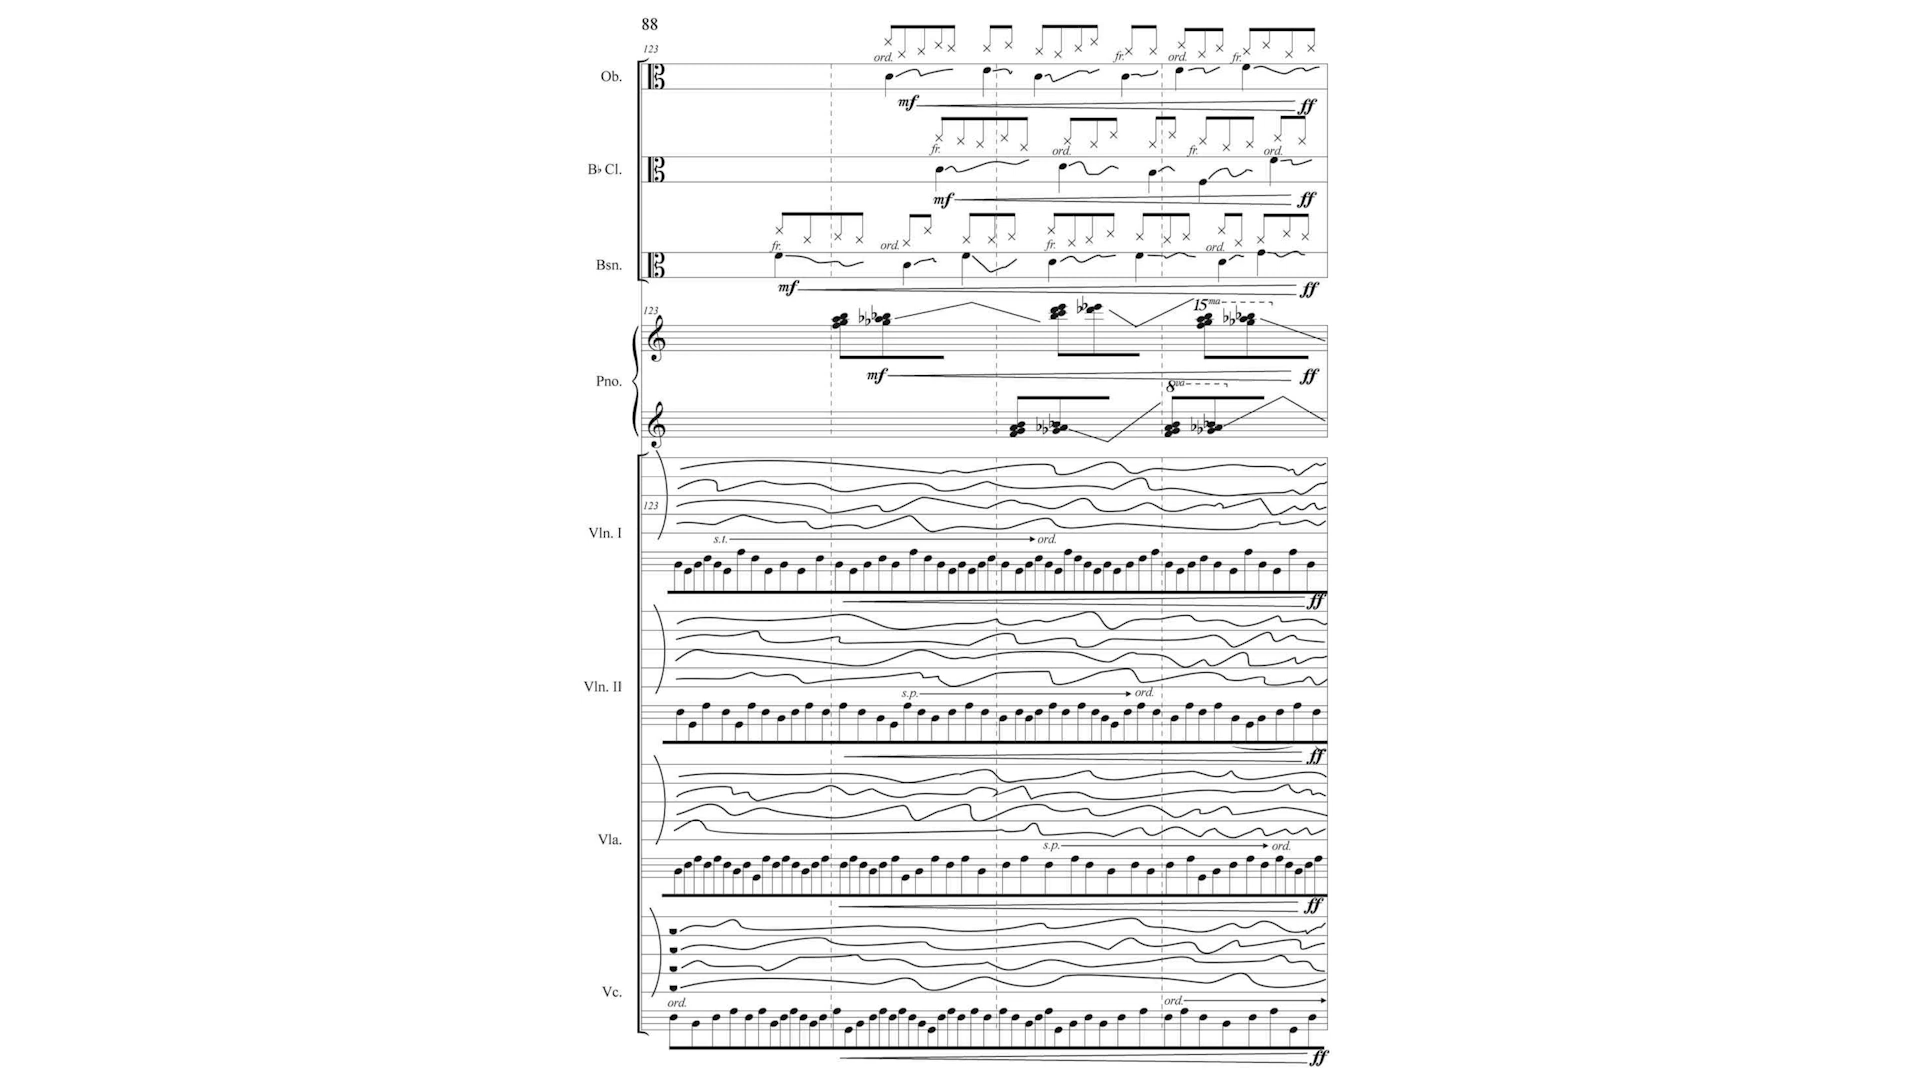 88
123
ord. fr. ord. fr.
Ob.
mf ff
fr. ord. fr. ord.
B♭ Cl.
mf ff
fr. ord. fr. ord.
Bsn.
mf ff
123
15ma
Pno.
mf ff
8va
123
Vln. I
s.t. ord.
ff
Vln. II
s.p. ord.
ff
Vla.
s.p. ord.
ff
Vc.
ord. ord.
ff